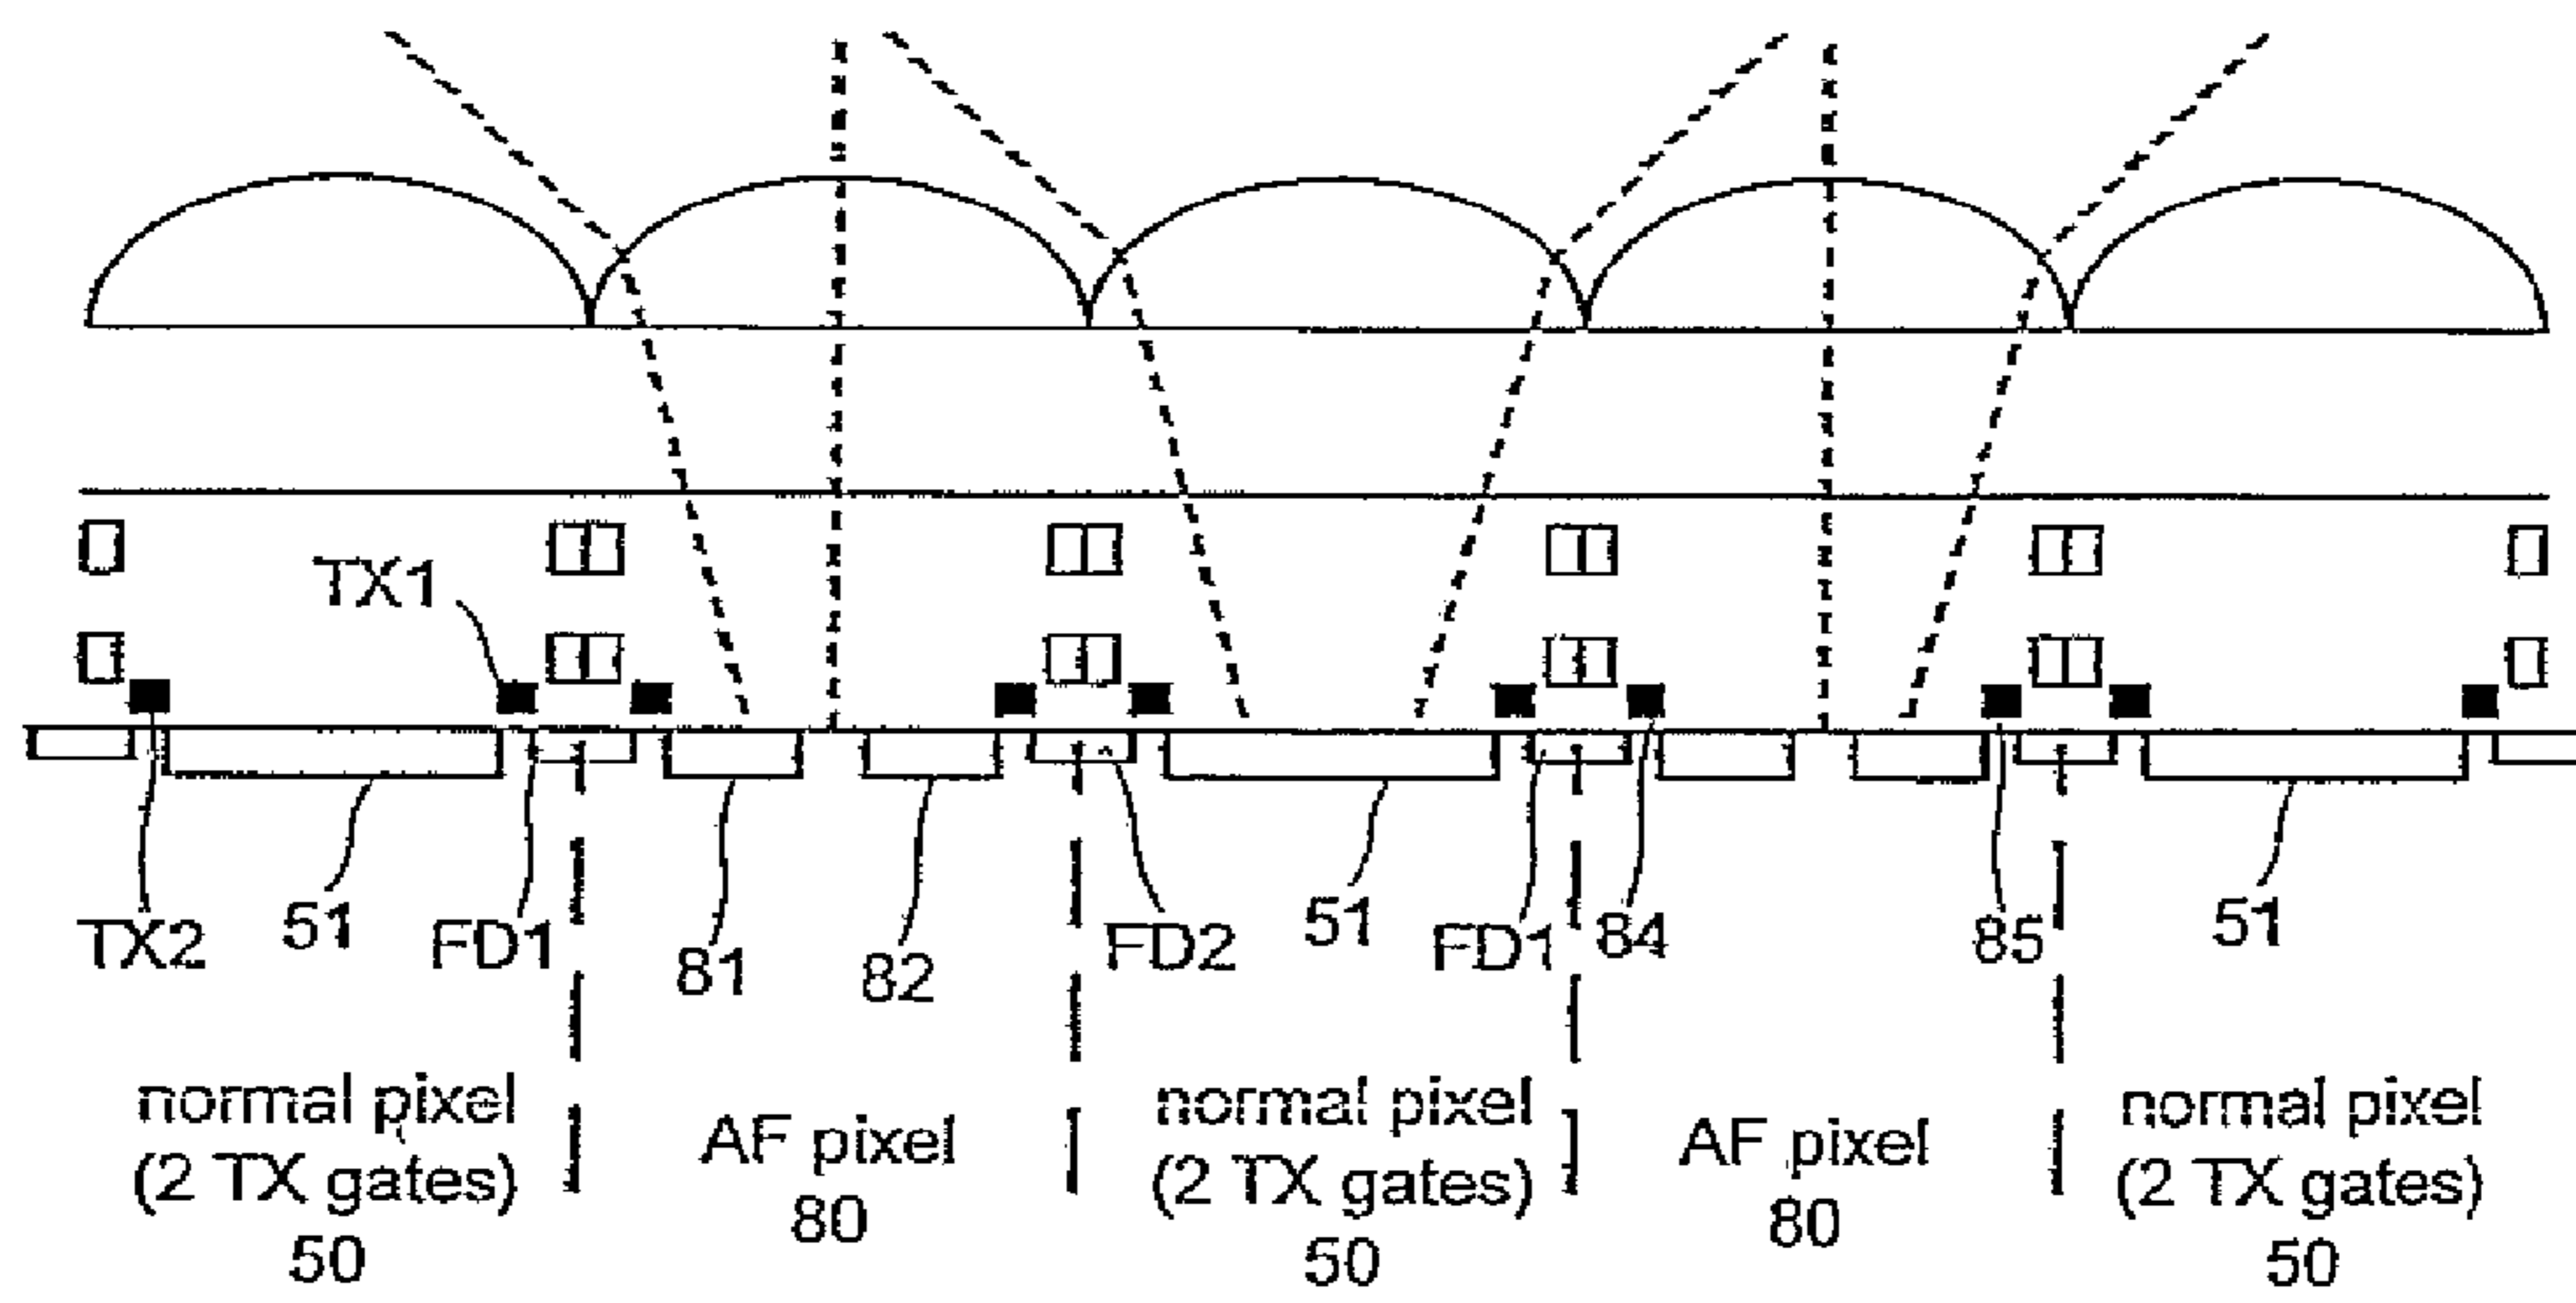 TX1
TX2
51
FD1
81
82
FD2
51
FD1
84
85
51
normal pixel
(2 TX gates)
50
AF pixel
80
normal pixel
(2 TX gates)
50
AF pixel
80
normal pixel
(2 TX gates)
50